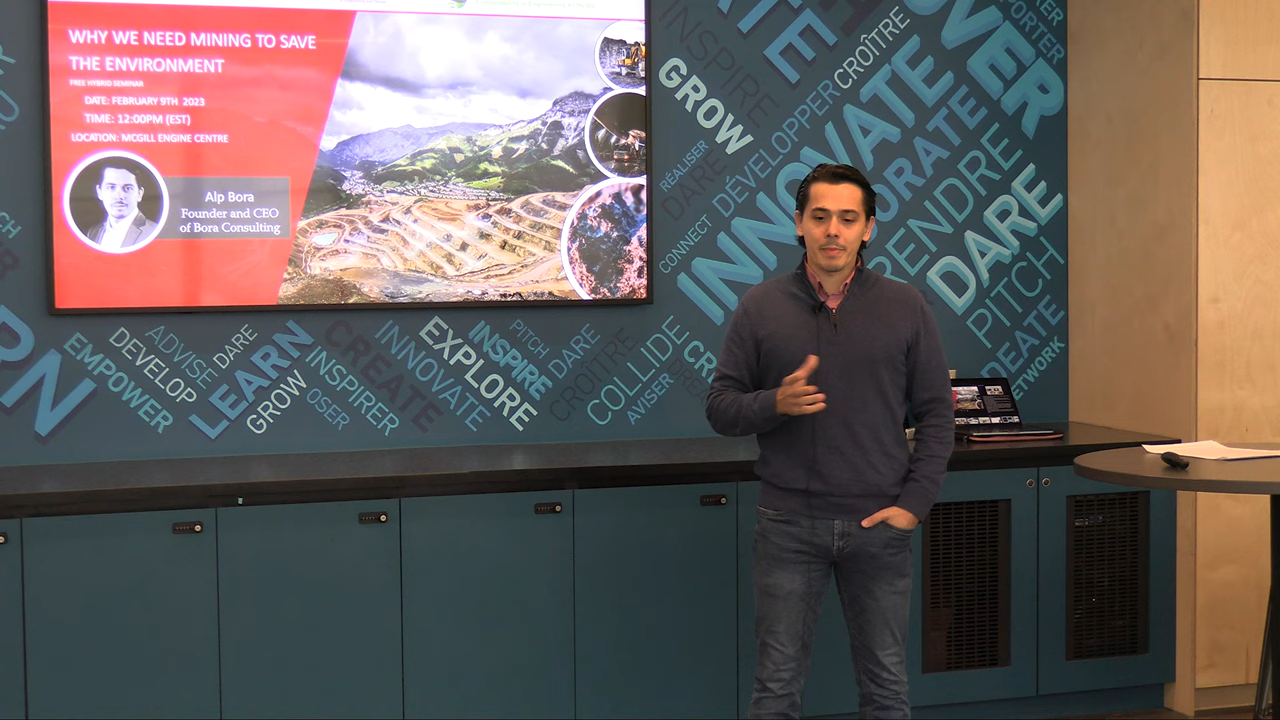 WHY WE NEED MINING TO SAVE
THE ENVIRONMENT
FREE HYBRID SEMINAR
DATE: FEBRUARY 9TH 2023
TIME: 12:00PM (EST)
LOCATION: MCGILL ENGINE CENTRE
Alp Bora
Founder and CEO
of Bora Consulting
INSPIRE
GROW
RÉALISER
DARE
CONNECT
DÉVELOPPER
CROÎTRE
INNOVATE
DARE
PITCH
CREATE
NETWORK
EMPOWER
DEVELOP
ADVISE
DARE
LEARN
GROW
INSPIRER
OSER
CREATE
INNOVATE
EXPLORE
INSPIRE
PITCH
DARE
CROÎTRE
COLLIDE
AVISER